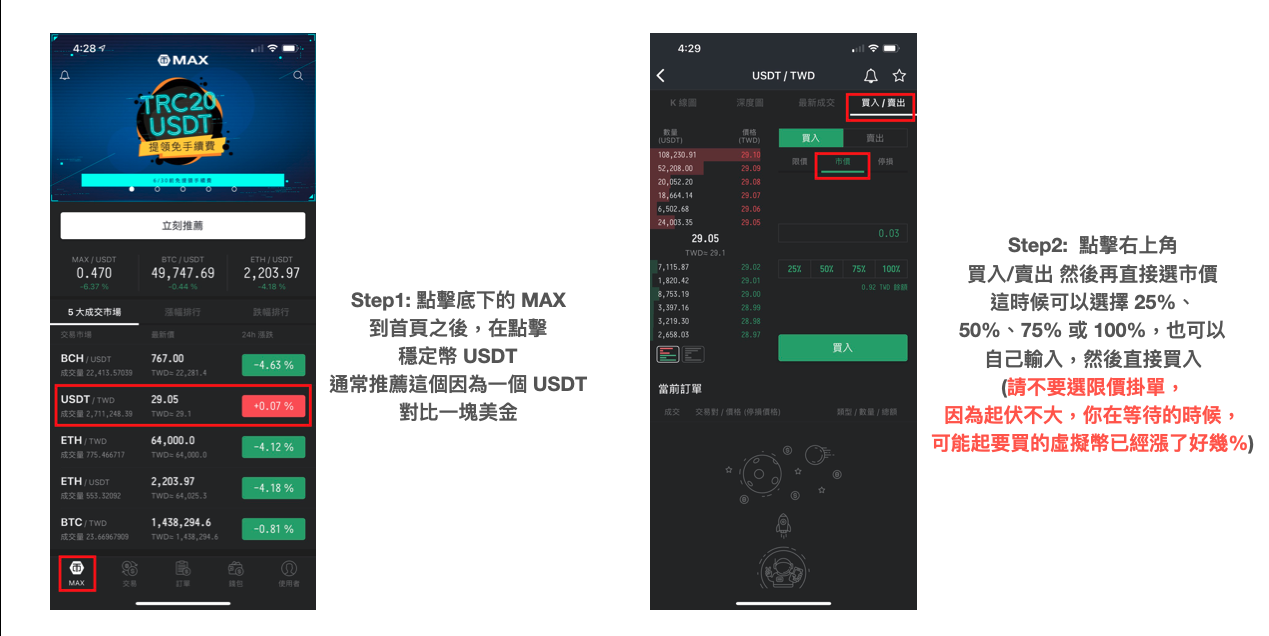 4:28
MAX
TRC20
USDT
提領免手續費
6/30前免領提手續費
立刻推薦
MAX / USDT BTC / USDT ETH / USDT
0.470 49,747.69 2,203.97
-6.37 % -0.44 % -4.18 %
5 大成交市場 漲幅排行 跌幅排行
交易市場 最新價 24h 漲跌
BCH / USDT 767.00 -4.63 %
成交量 22,413.57039 TWD≈ 22,281.4
USDT / TWD 29.05 +0.07 %
成交量 2,711,248.39 TWD≈ 29.1
ETH / TWD 64,000.0 -4.12 %
成交量 775.466717 TWD≈ 64,000.0
ETH / USDT 2,203.97 -4.18 %
成交量 553.32092 TWD≈ 64,025.3
BTC / TWD 1,438,294.6 -0.81 %
成交量 23.66967909 TWD≈ 1,438,294.6
MAX 交易 訂單 錢包 使用者
Step1: 點擊底下的 MAX
到首頁之後，在點擊
穩定幣 USDT
通常推薦這個因為一個 USDT
對比一塊美金
4:29
USDT / TWD
K 線圖 深度圖 最新成交 買入 / 賣出
數量 價格
(USDT) (TWD)
買入 賣出
限價 市價 停損
108,230.91 29.10
52,208.00 29.09
20,052.20 29.08
18,664.14 29.07
6,502.68 29.06
24,003.35 29.05
29.05
TWD≈ 29.1
0.03
25% 50% 75% 100%
0.92 TWD 餘額
7,115.87 29.02
1,820.42 29.01
8,753.19 29.00
3,397.16 28.99
3,219.30 28.98
2,658.03 28.97
買入
當前訂單
成交 交易對 / 價格 (停損價格) 類型 / 數量 / 總額
Step2: 點擊右上角
買入/賣出 然後再直接選市價
這時候可以選擇 25%、
50%、75% 或 100%，也可以
自己輸入，然後直接買入
(請不要選限價掛單，
因為起伏不大，你在等待的時候，
可能起要買的虛擬幣已經漲了好幾%)